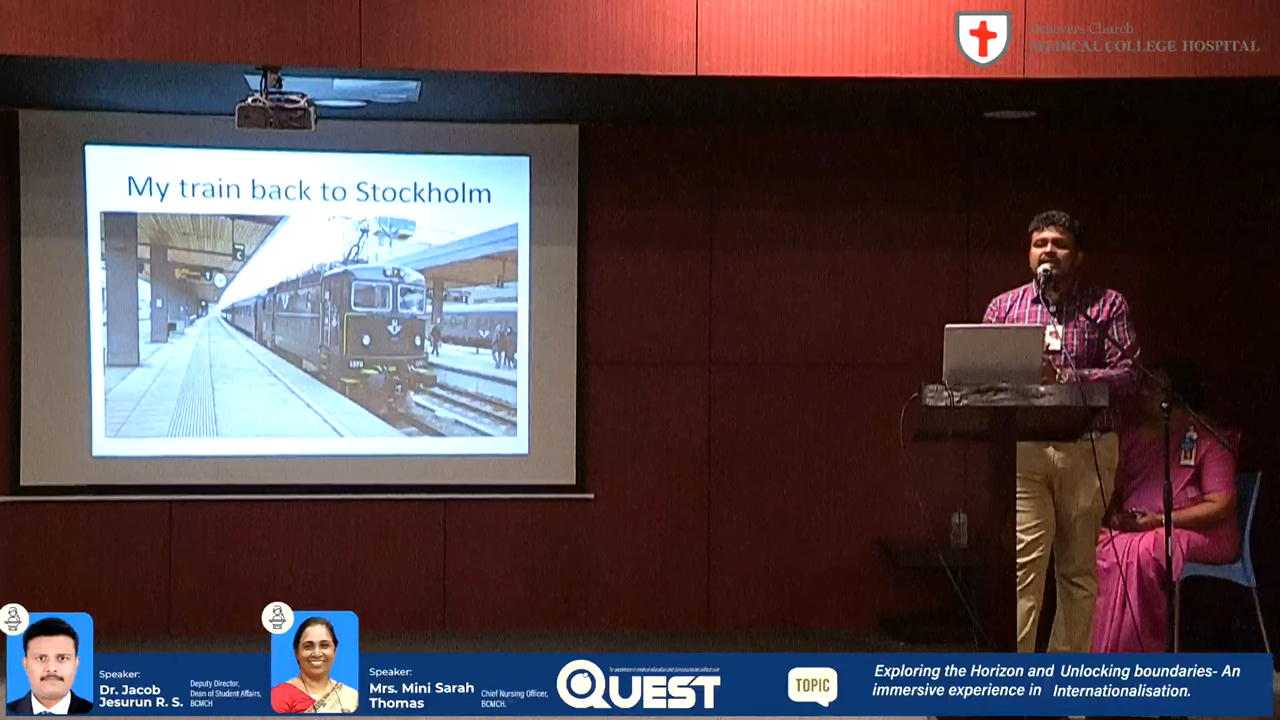 Believers Church
MEDICAL COLLEGE HOSPITAL
My train back to Stockholm
Speaker:
Dr. Jacob
Jesurun R. S.
Deputy Director,
Dean of Student Affairs,
BCMCH
Speaker:
Mrs. Mini Sarah
Thomas
Chief Nursing Officer,
BCMCH.
QUEST
TOPIC
Exploring the Horizon and Unlocking boundaries- An
immersive experience in Internationalisation.